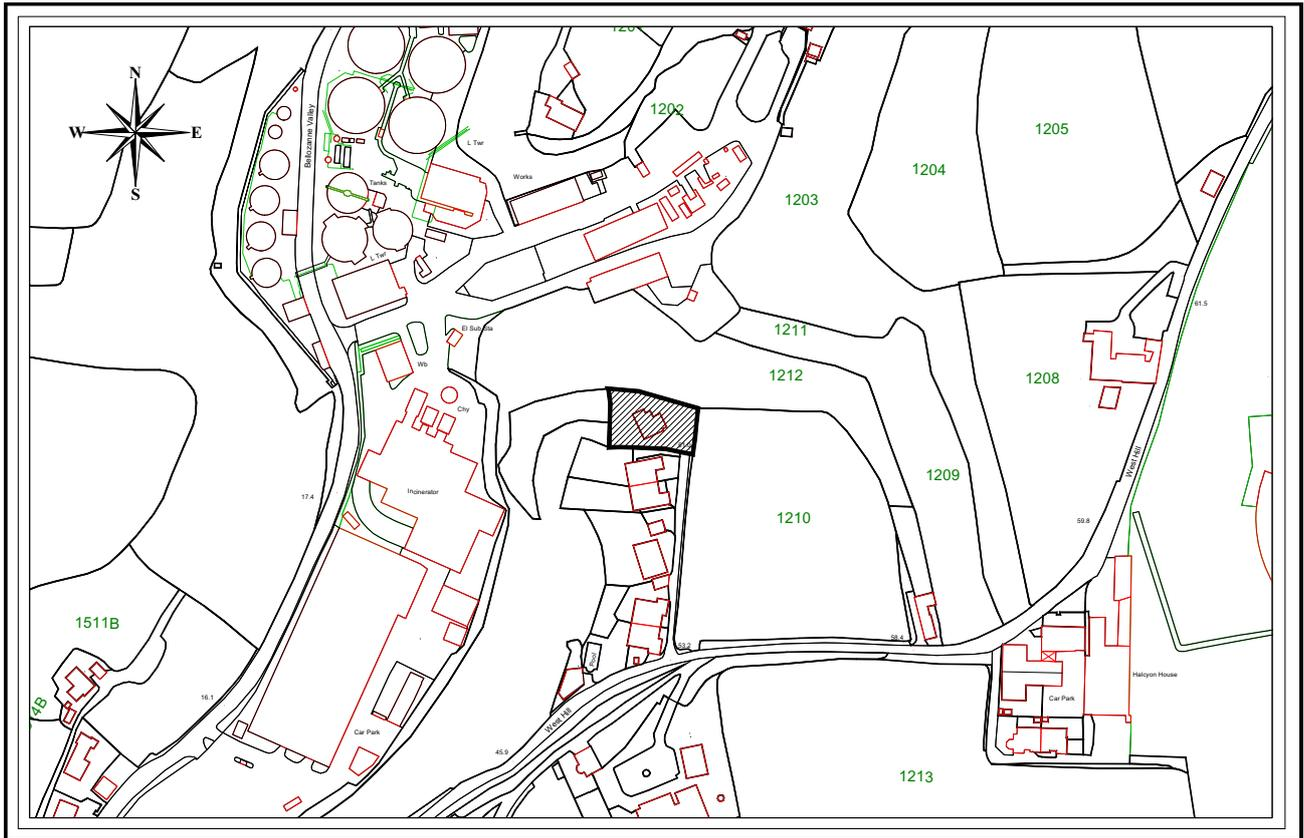 N
W
E
S
Bellozanne Valley
L Twr
Tanks
Works
L Twr
1202
1203
1204
1205
1211
1212
1208
61.5
El Sub Sta
Wb
Chy
Incinerator
17.4
1209
1210
West Hill
59.8
58.4
53.2
1511B
4B
16.1
Pool
West Hill
45.9
Car Park
Car Park
Halcyon House
1213